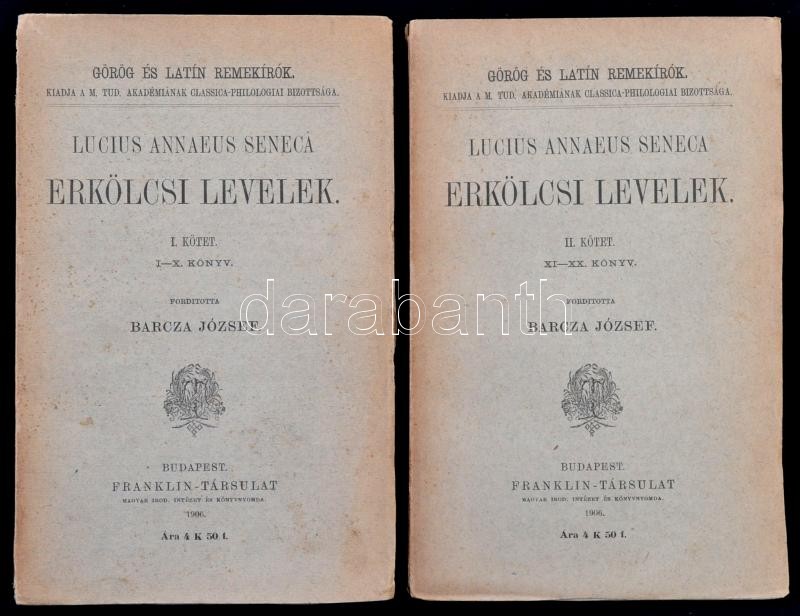 GÖRÖG ÉS LATÍN REMEKÍRÓK.
KIADJA A M. TUD. AKADÉMIÁNAK CLASSICA-PHILOLOGIAI BIZOTTSÁGA.
LUCIUS ANNAEUS SENECA
ERKÖLCSI LEVELEK.
I. KÖTET.
I—X. KÖNYV.
FORDITOTTA
BARCZA JÓZSEF.
BUDAPEST.
FRANKLIN-TÁRSULAT
MAGYAR IROD. INTÉZET ÉS KÖNYVNYOMDA.
1906.
Ára 4 K 50 f.
GÖRÖG ÉS LATÍN REMEKÍRÓK.
KIADJA A M. TUD. AKADÉMIÁNAK CLASSICA-PHILOLOGIAI BIZOTTSÁGA.
LUCIUS ANNAEUS SENECA
ERKÖLCSI LEVELEK.
II. KÖTET.
XI—XX. KÖNYV.
FORDITOTTA
BARCZA JÓZSEF.
BUDAPEST.
FRANKLIN-TÁRSULAT
MAGYAR IROD. INTÉZET ÉS KÖNYVNYOMDA.
1906.
Ára 4 K 50 f.
darabanth